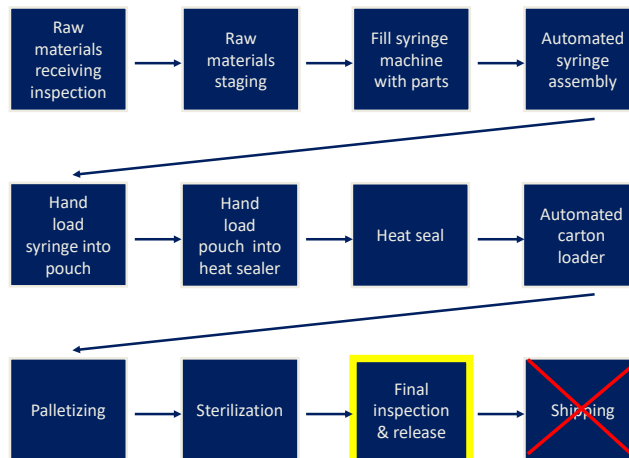 Raw
materials
receiving
inspection
Raw
materials
staging
Fill syringe
machine
with parts
Automated
syringe
assembly
Hand
load
syringe into
pouch
Hand
load
pouch into
heat sealer
Heat seal
Automated
carton
loader
Palletizing
Sterilization
Final
inspection
& release
Shipping